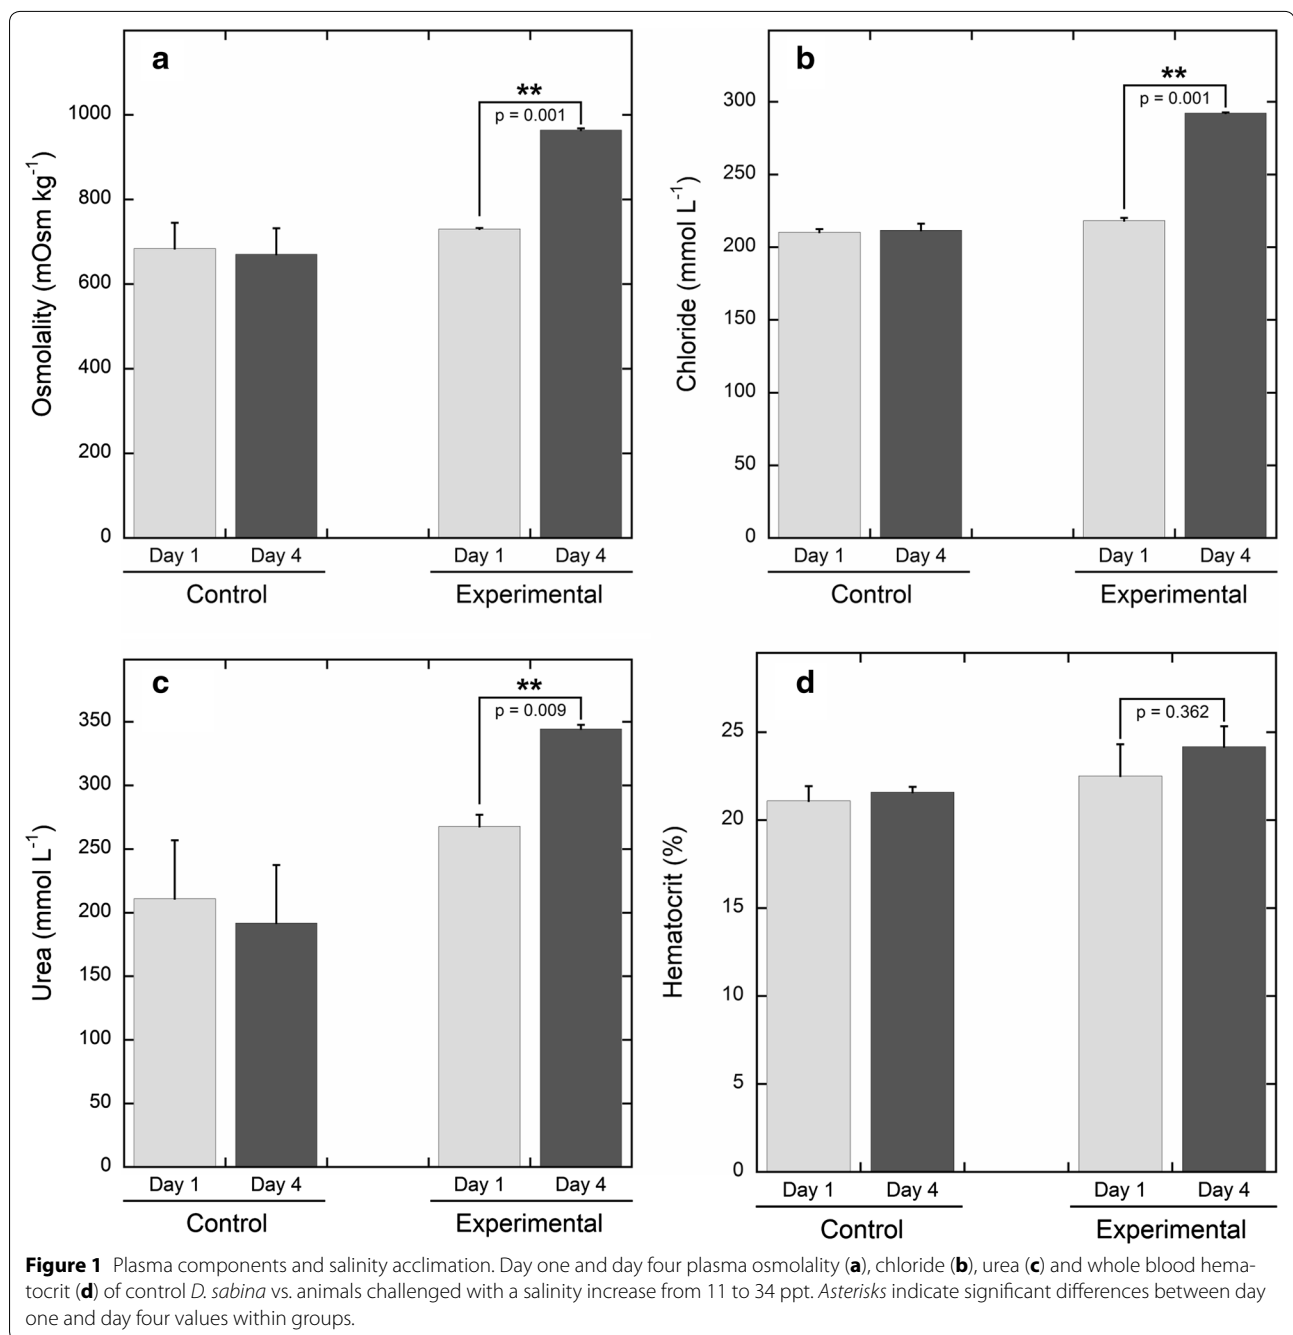 a
**
p = 0.001
1000
800
600
400
200
0
Osmolality (mOsm kg-1)
Day 1 Day 4 Day 1 Day 4
Control Experimental
b
**
p = 0.001
300
250
200
150
100
50
0
Chloride (mmol L-1)
Day 1 Day 4 Day 1 Day 4
Control Experimental
c
**
p = 0.009
350
300
250
200
150
100
50
0
Urea (mmol L-1)
Day 1 Day 4 Day 1 Day 4
Control Experimental
d
p = 0.362
25
20
15
10
5
0
Hematocrit (%)
Day 1 Day 4 Day 1 Day 4
Control Experimental
Figure 1 Plasma components and salinity acclimation. Day one and day four plasma osmolality (a), chloride (b), urea (c) and whole blood hema-
tocrit (d) of control D. sabina vs. animals challenged with a salinity increase from 11 to 34 ppt. Asterisks indicate significant differences between day
one and day four values within groups.